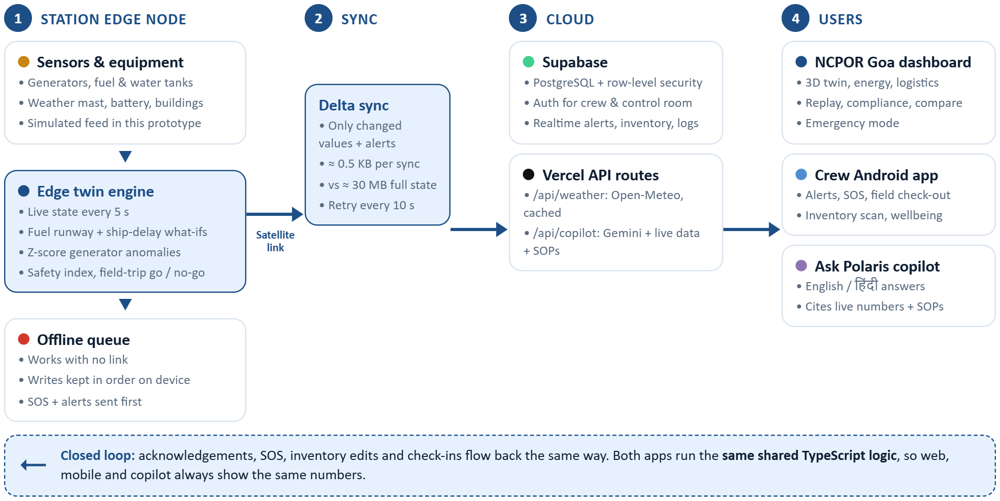 1 STATION EDGE NODE
Sensors & equipment
• Generators, fuel & water tanks
• Weather mast, battery, buildings
• Simulated feed in this prototype
Edge twin engine
• Live state every 5 s
• Fuel runway + ship-delay what-ifs
• Z-score generator anomalies
• Safety index, field-trip go / no-go
Offline queue
• Works with no link
• Writes kept in order on device
• SOS + alerts sent first
Satellite
link
2 SYNC
Delta sync
• Only changed
values + alerts
• ≈ 0.5 KB per sync
• vs ≈ 30 MB full state
• Retry every 10 s
3 CLOUD
Supabase
• PostgreSQL + row-level security
• Auth for crew & control room
• Realtime alerts, inventory, logs
Vercel API routes
• /api/weather: Open-Meteo,
cached
• /api/copilot: Gemini + live data
+ SOPs
4 USERS
NCPOR Goa dashboard
• 3D twin, energy, logistics
• Replay, compliance, compare
• Emergency mode
Crew Android app
• Alerts, SOS, field check-out
• Inventory scan, wellbeing
Ask Polaris copilot
• English / हिंदी answers
• Cites live numbers + SOPs
Closed loop: acknowledgements, SOS, inventory edits and check-ins flow back the same way. Both apps run the same shared TypeScript logic, so web,
mobile and copilot always show the same numbers.